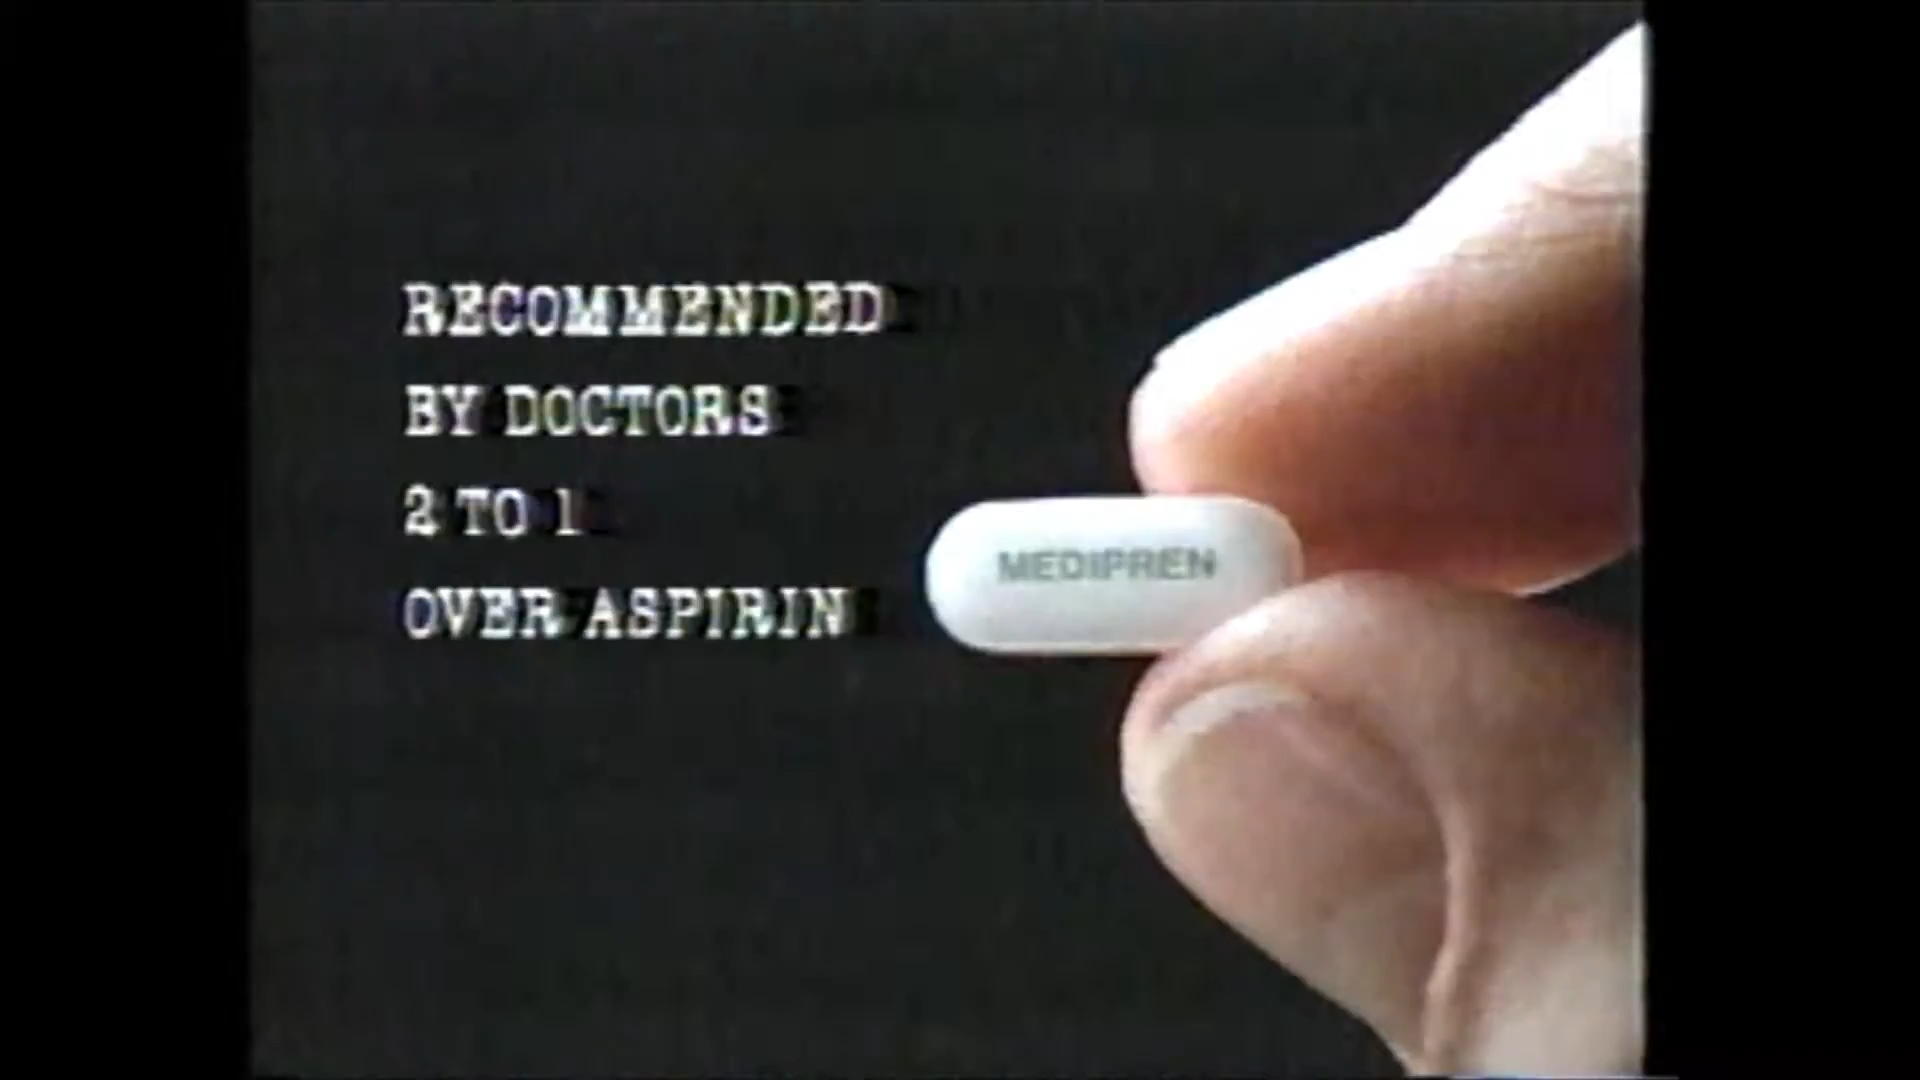 RECOMMENDED
BY DOCTORS
2 TO 1
OVER ASPIRIN
MEDIPREN